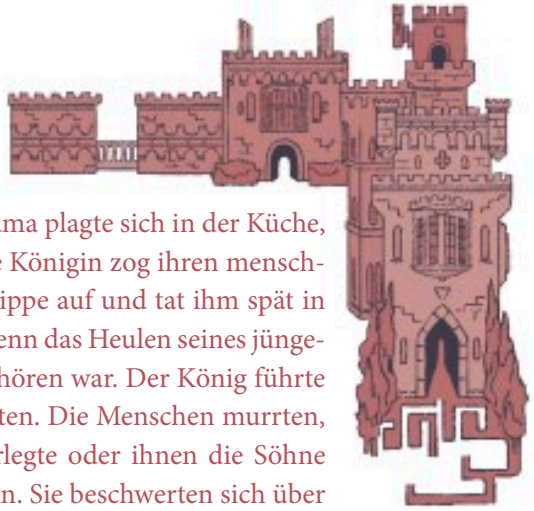 ma plagte sich in der Küche,
Königin zog ihren mensch-
ippe auf und tat ihm spät in
enn das Heulen seines jünge-
hören war. Der König führte
ten. Die Menschen murrten,
rlegte oder ihnen die Söhne
n. Sie beschwerten sich über